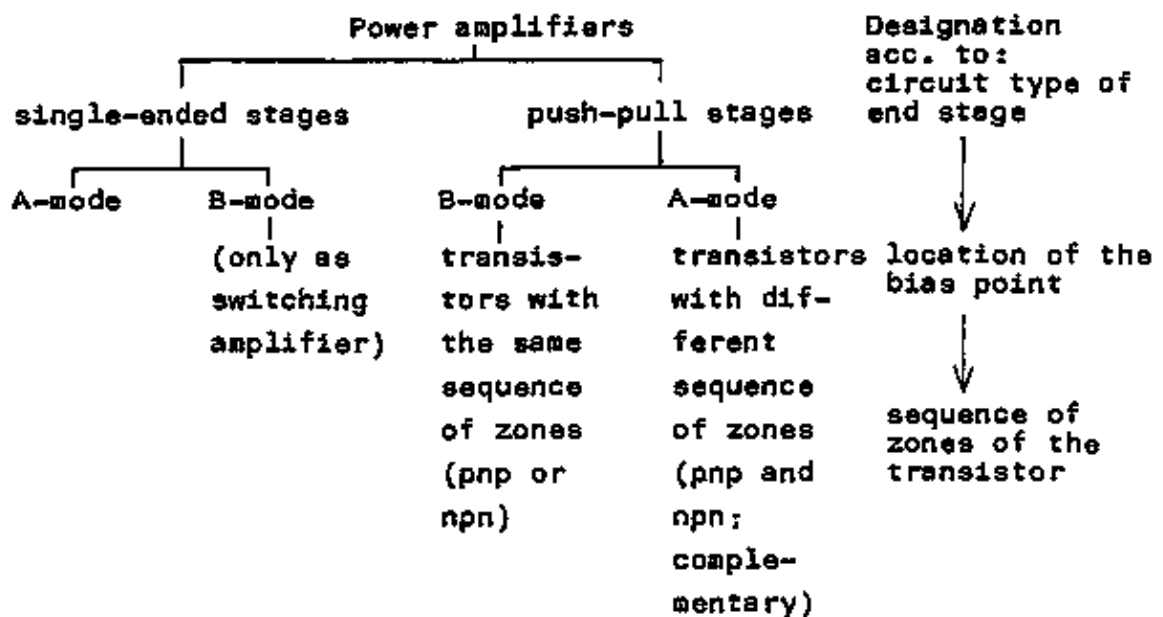 Power amplifiers
single-ended stages
push-pull stages
A-mode
B-mode
B-mode
A-mode
(only as
switching
amplifier)
transis-
tors with
the same
sequence
of zones
(pnp or
npn)
transistors
with dif-
ferent
sequence
of zones
(pnp and
npn;
comple-
mentary)
Designation
acc. to:
circuit type of
end stage
location of the
bias point
sequence of
zones of the
transistor